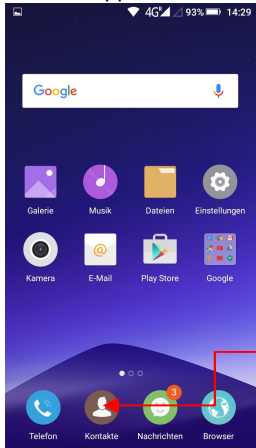 4G R 93% 14:29
Google
Galerie Musik Dateien Einstellungen
@
Kamera E-Mail Play Store Google
3
Telefon Kontakte Nachrichten Browser